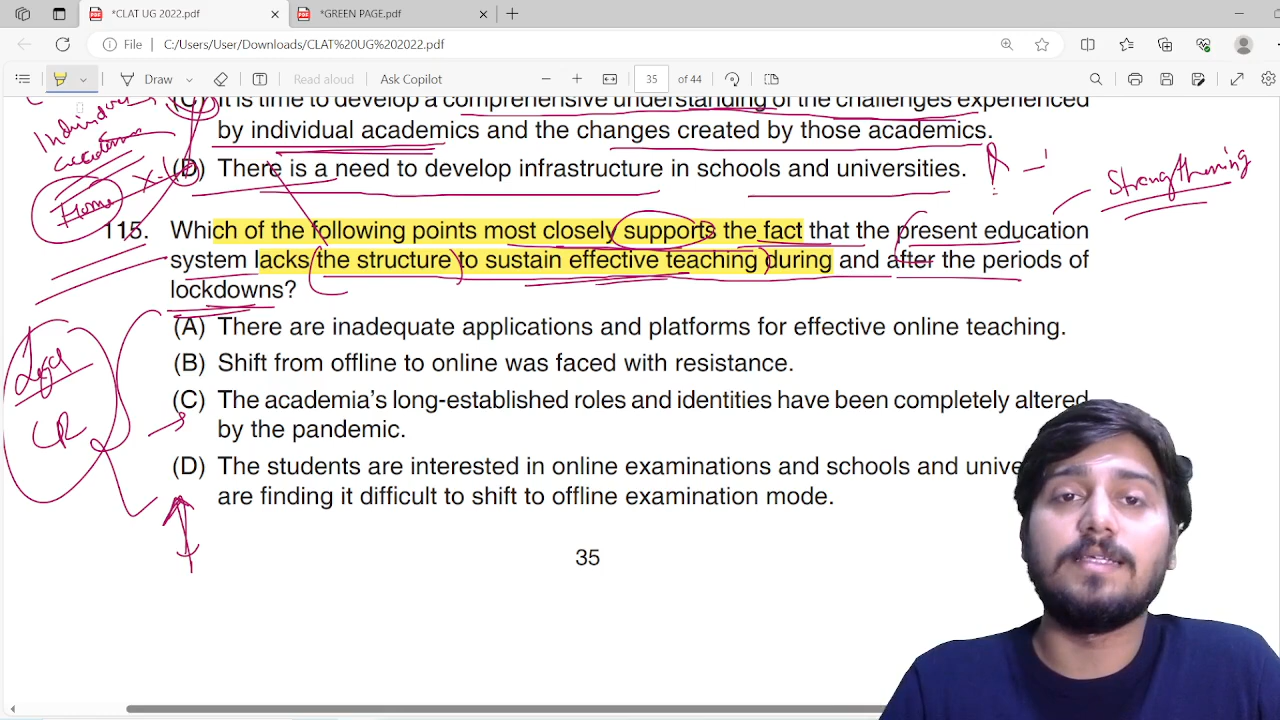 *CLAT UG 2022.pdf
*GREEN PAGE.pdf
File
C:/Users/User/Downloads/CLAT%20UG%202022.pdf
Draw
Read aloud
Ask Copilot
35 of 44
(C) It is time to develop a comprehensive understanding of the challenges experienced
by individual academics and the changes created by those academics.
(D) There is a need to develop infrastructure in schools and universities.
Individual
Home
X-1
Strengthening
115. Which of the following points most closely supports the fact that the present education
system lacks the structure to sustain effective teaching during and after the periods of
lockdowns?
(A) There are inadequate applications and platforms for effective online teaching.
(B) Shift from offline to online was faced with resistance.
(C) The academia's long-established roles and identities have been completely altered
by the pandemic.
(D) The students are interested in online examinations and schools and
are finding it difficult to shift to offline examination mode.
CR
35